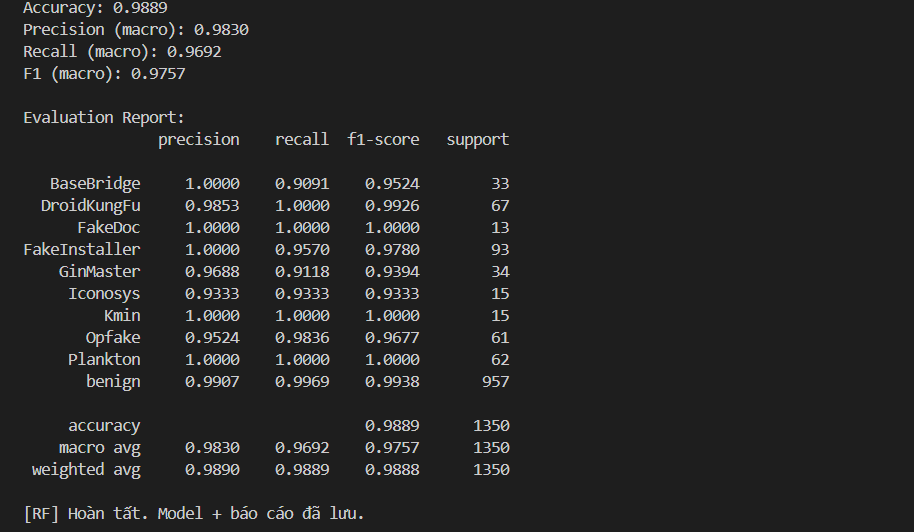 Accuracy: 0.9889
Precision (macro): 0.9830
Recall (macro): 0.9692
F1 (macro): 0.9757
Evaluation Report:
precision recall f1-score support
BaseBridge 1.0000 0.9091 0.9524 33
DroidKungFu 0.9853 1.0000 0.9926 67
FakeDoc 1.0000 1.0000 1.0000 13
FakeInstaller 1.0000 0.9570 0.9780 93
GinMaster 0.9688 0.9118 0.9394 34
Iconosys 0.9333 0.9333 0.9333 15
Kmin 1.0000 1.0000 1.0000 15
Opfake 0.9524 0.9836 0.9677 61
Plankton 1.0000 1.0000 1.0000 62
benign 0.9907 0.9969 0.9938 957
accuracy 0.9889 1350
macro avg 0.9830 0.9692 0.9757 1350
weighted avg 0.9890 0.9889 0.9888 1350
[RF] Hoàn tất. Model + báo cáo đã lưu.